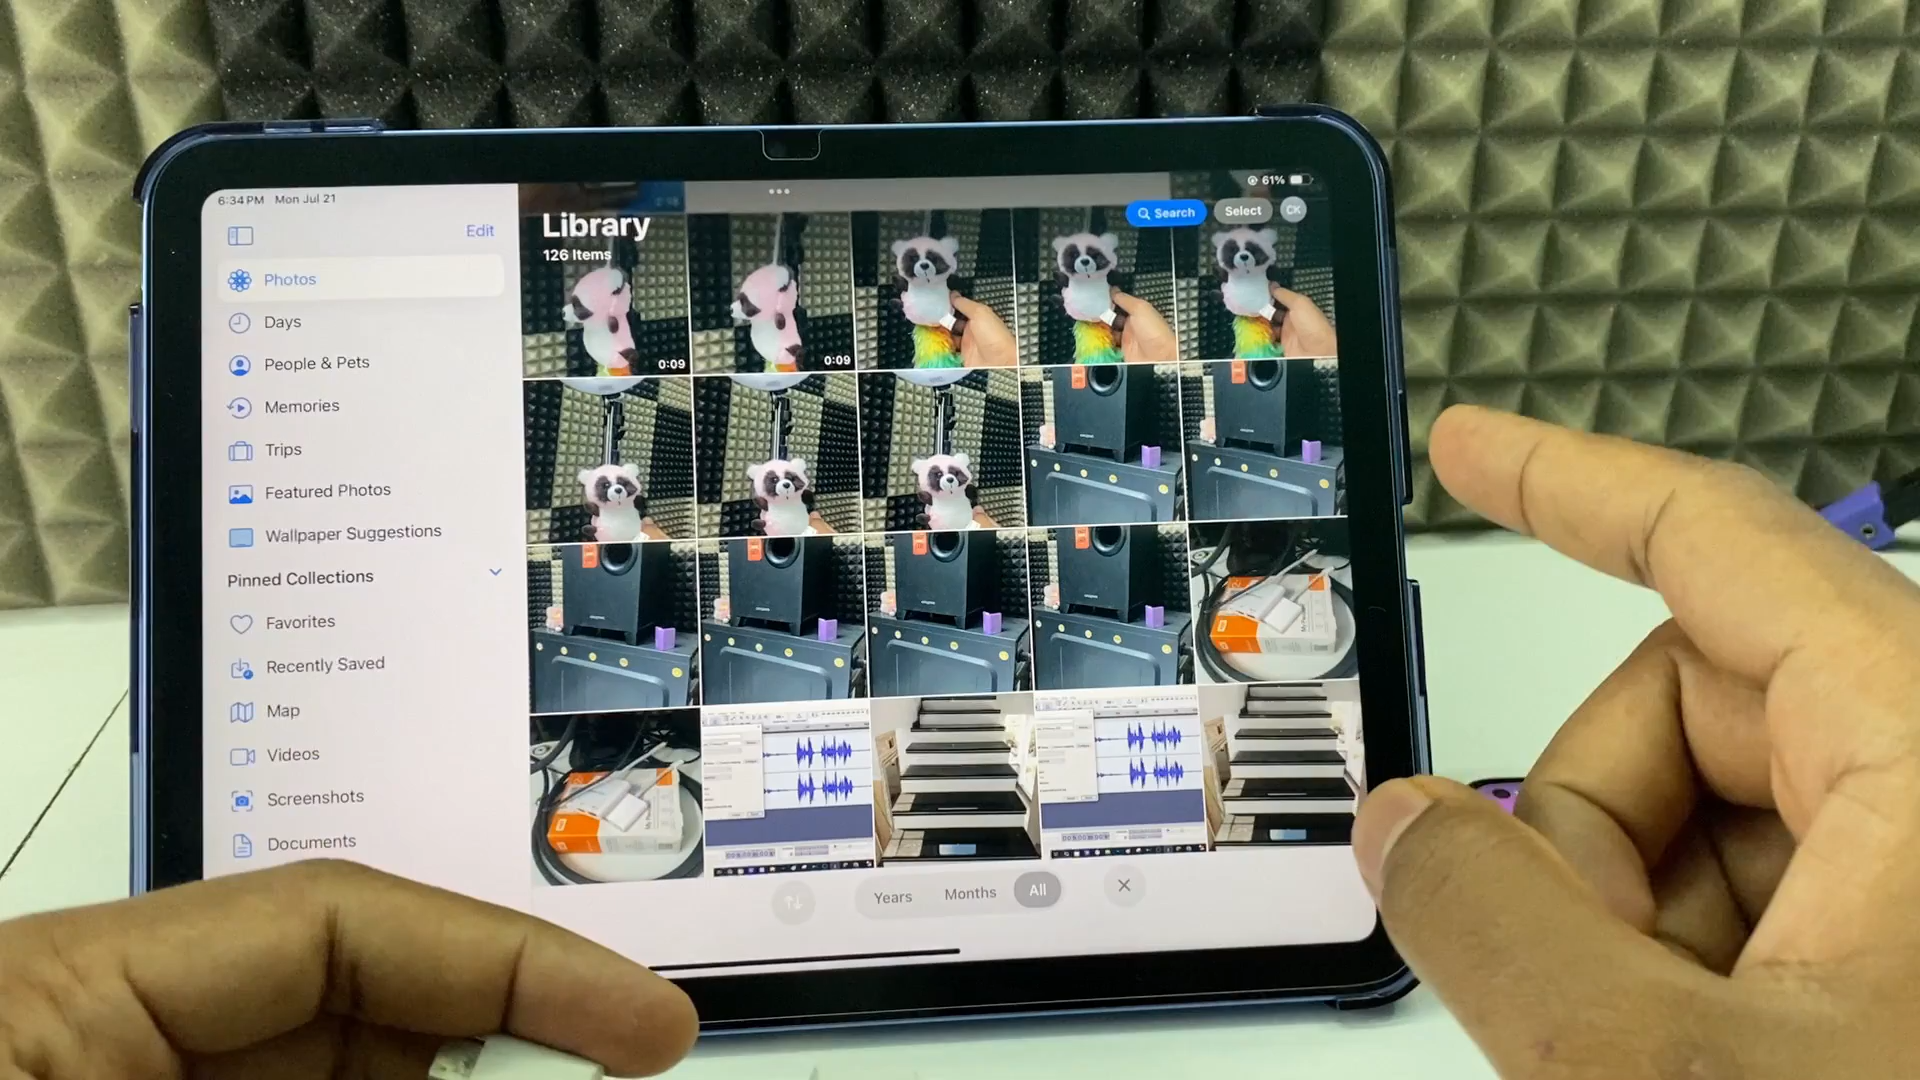 6:34 PM Mon Jul 21
61%
Edit
Library
126 Items
Search
Select
CK
Photos
Days
People & Pets
Memories
Trips
Featured Photos
Wallpaper Suggestions
Pinned Collections
Favorites
Recently Saved
Map
Videos
Screenshots
Documents
0:09
0:09
Years
Months
All